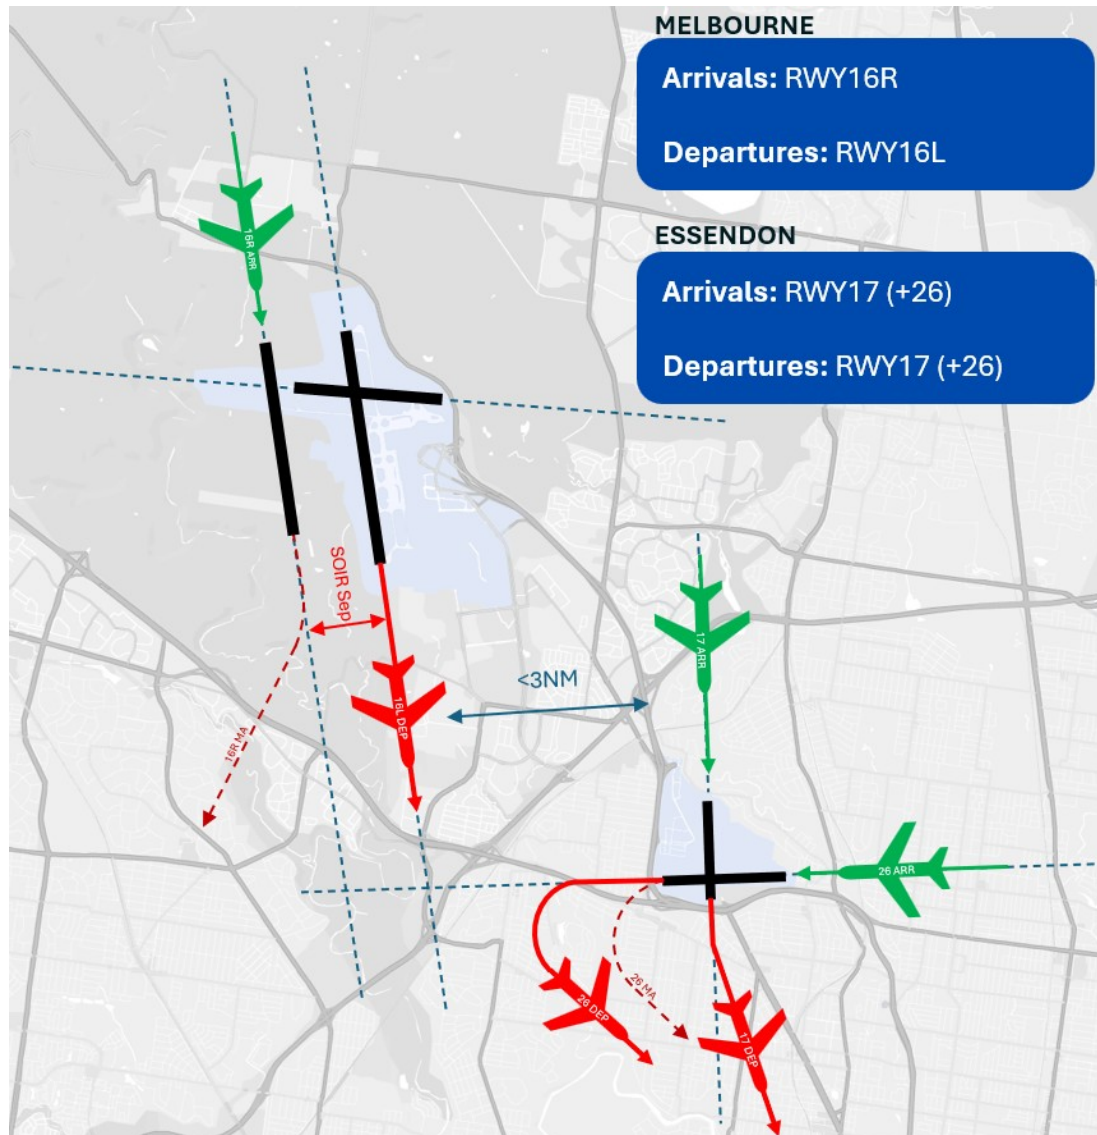 MELBOURNE
Arrivals: RWY16R
Departures: RWY16L
ESSENDON
Arrivals: RWY17 (+26)
Departures: RWY17 (+26)
16R ARR
SOIR Sep
16L DEP
<3NM
17 ARR
16R MA
26 ARR
26 MA
26 DEP
17 DEP